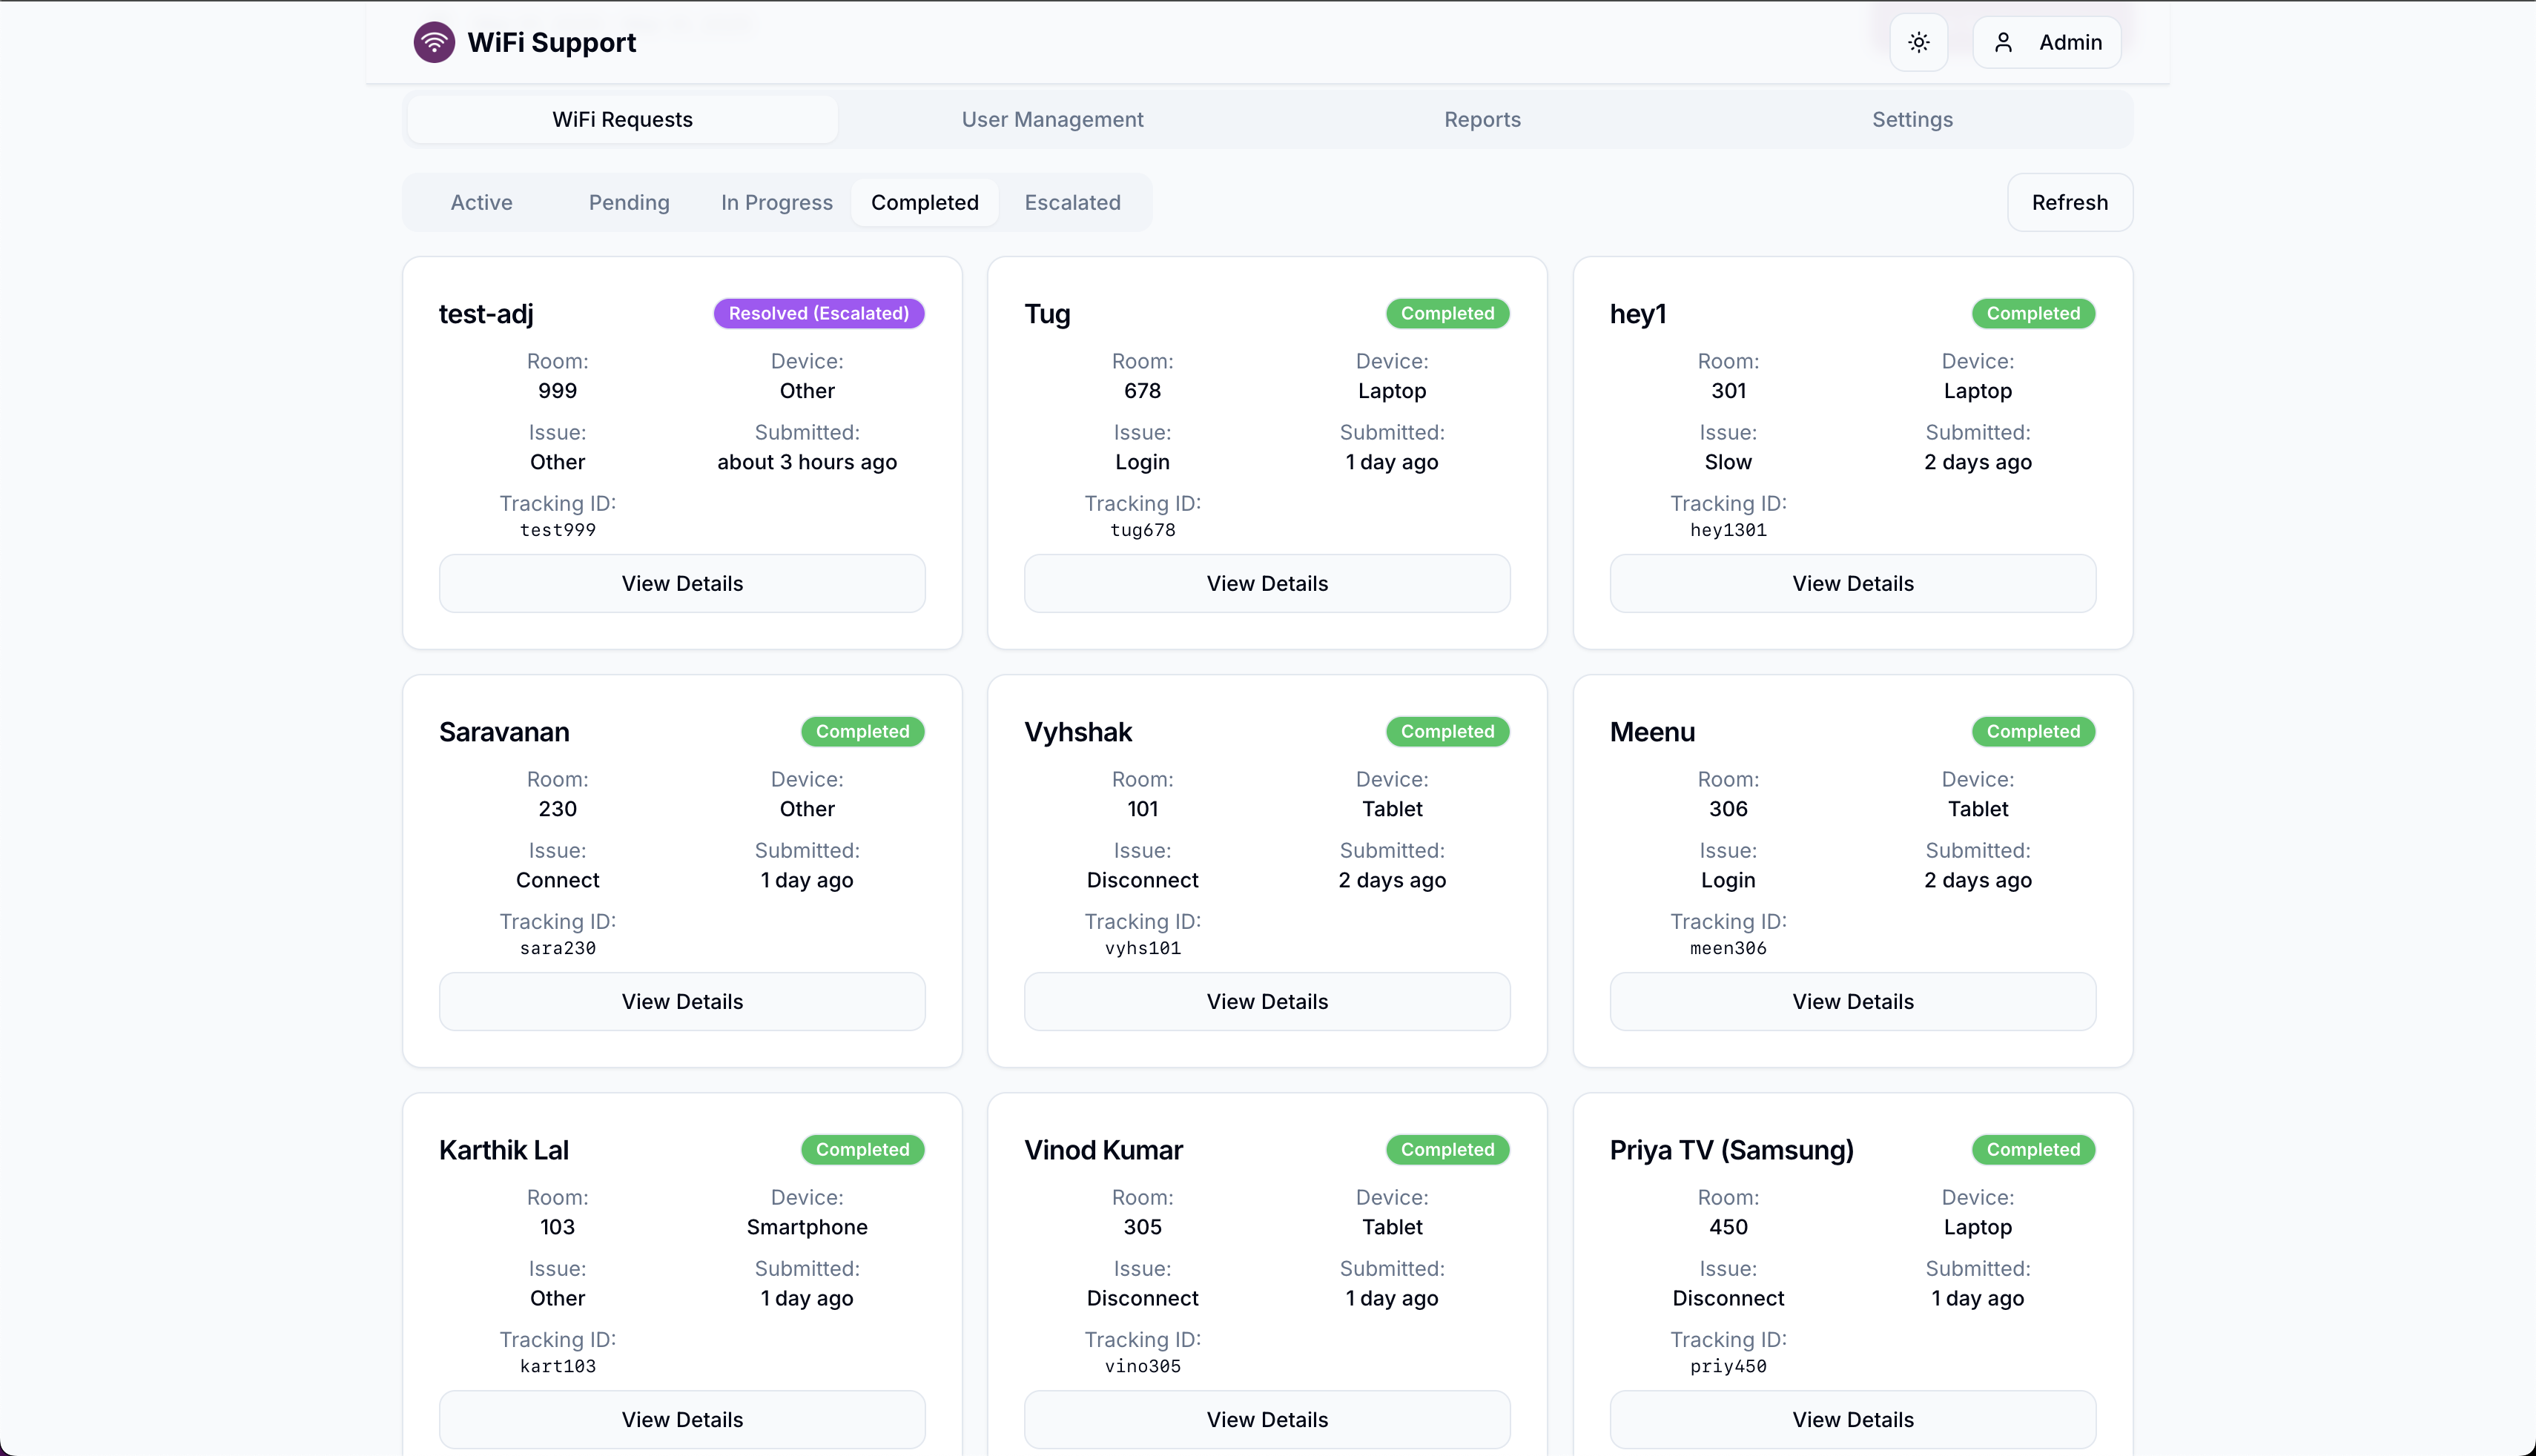 WiFi Support
Admin
WiFi Requests
User Management
Reports
Settings
Active
Pending
In Progress
Completed
Escalated
Refresh
test-adj
Resolved (Escalated)
Room:
999
Device:
Other
Issue:
Other
Submitted:
about 3 hours ago
Tracking ID:
test999
View Details
Tug
Completed
Room:
678
Device:
Laptop
Issue:
Login
Submitted:
1 day ago
Tracking ID:
tug678
View Details
hey1
Completed
Room:
301
Device:
Laptop
Issue:
Slow
Submitted:
2 days ago
Tracking ID:
hey1301
View Details
Saravanan
Completed
Room:
230
Device:
Other
Issue:
Connect
Submitted:
1 day ago
Tracking ID:
sara230
View Details
Vyhshak
Completed
Room:
101
Device:
Tablet
Issue:
Disconnect
Submitted:
2 days ago
Tracking ID:
vyhs101
View Details
Meenu
Completed
Room:
306
Device:
Tablet
Issue:
Login
Submitted:
2 days ago
Tracking ID:
meen306
View Details
Karthik Lal
Completed
Room:
103
Device:
Smartphone
Issue:
Other
Submitted:
1 day ago
Tracking ID:
kart103
View Details
Vinod Kumar
Completed
Room:
305
Device:
Tablet
Issue:
Disconnect
Submitted:
1 day ago
Tracking ID:
vino305
View Details
Priya TV (Samsung)
Completed
Room:
450
Device:
Laptop
Issue:
Disconnect
Submitted:
1 day ago
Tracking ID:
priy450
View Details